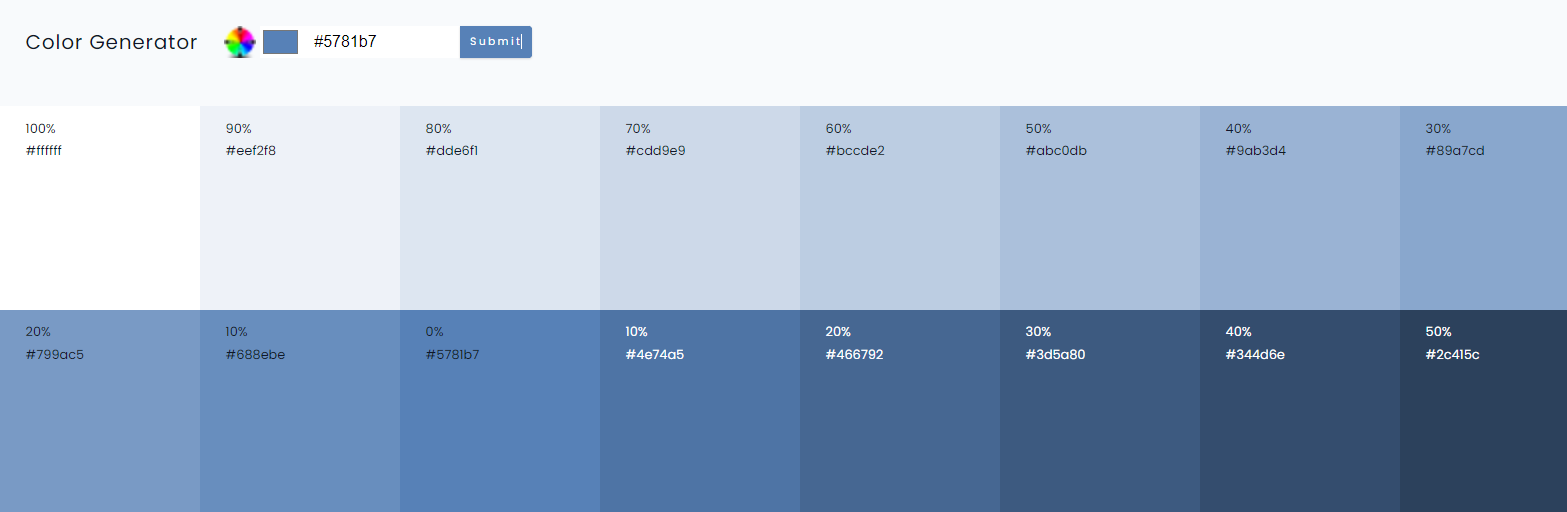 Color Generator
#5781b7
Submit
100%
#ffffff
90%
#eef2f8
80%
#dde6f1
70%
#cdd9e9
60%
#bccde2
50%
#abc0db
40%
#9ab3d4
30%
#89a7cd
20%
#799ac5
10%
#688ebe
0%
#5781b7
10%
#4e74a5
20%
#466792
30%
#3d5a80
40%
#344d6e
50%
#2c415c